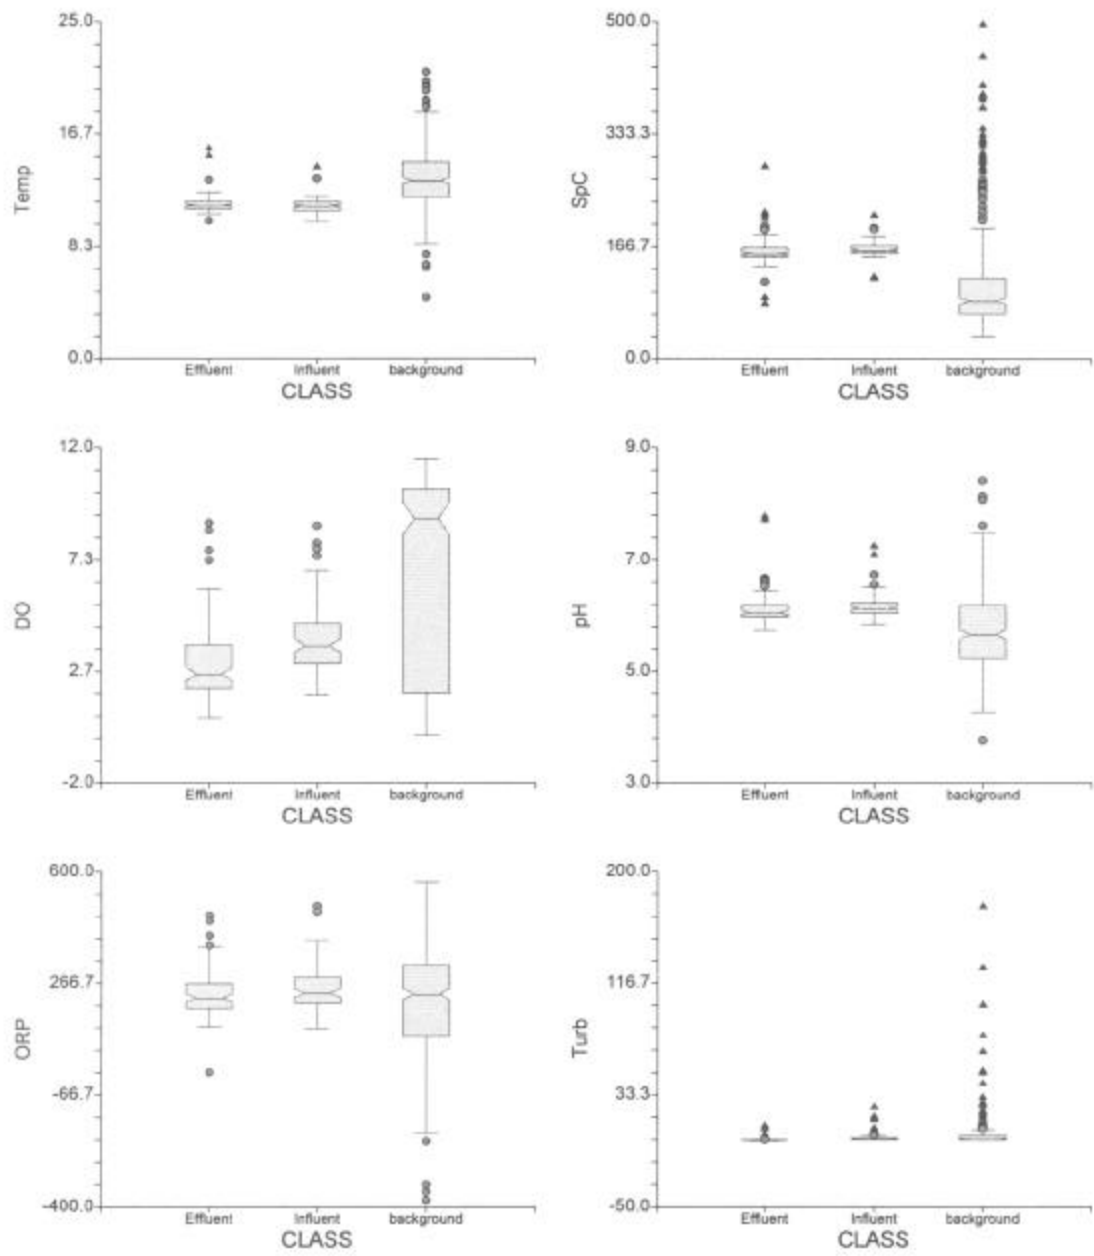 25.0
16.7
8.3
0.0
Temp
Effluent Influent background
CLASS
500.0
333.3
166.7
0.0
SpC
Effluent Influent background
CLASS
12.0
7.3
2.7
-2.0
DO
Effluent Influent background
CLASS
9.0
7.0
5.0
3.0
pH
Effluent Influent background
CLASS
600.0
266.7
-66.7
-400.0
ORP
Effluent Influent background
CLASS
200.0
116.7
33.3
-50.0
Turb
Effluent Influent background
CLASS